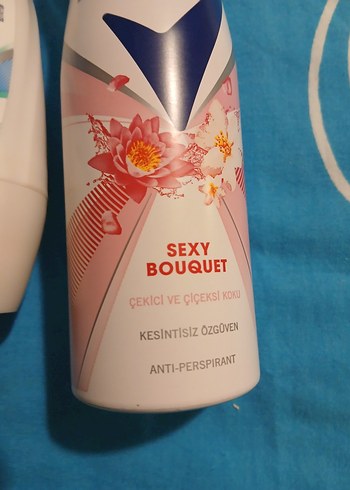 SEXY
BOUQUET
ÇEKİCİ VE ÇİÇEKSİ KOKU
KESİNTİSİZ ÖZGÜVEN
ANTI-PERSPIRANT